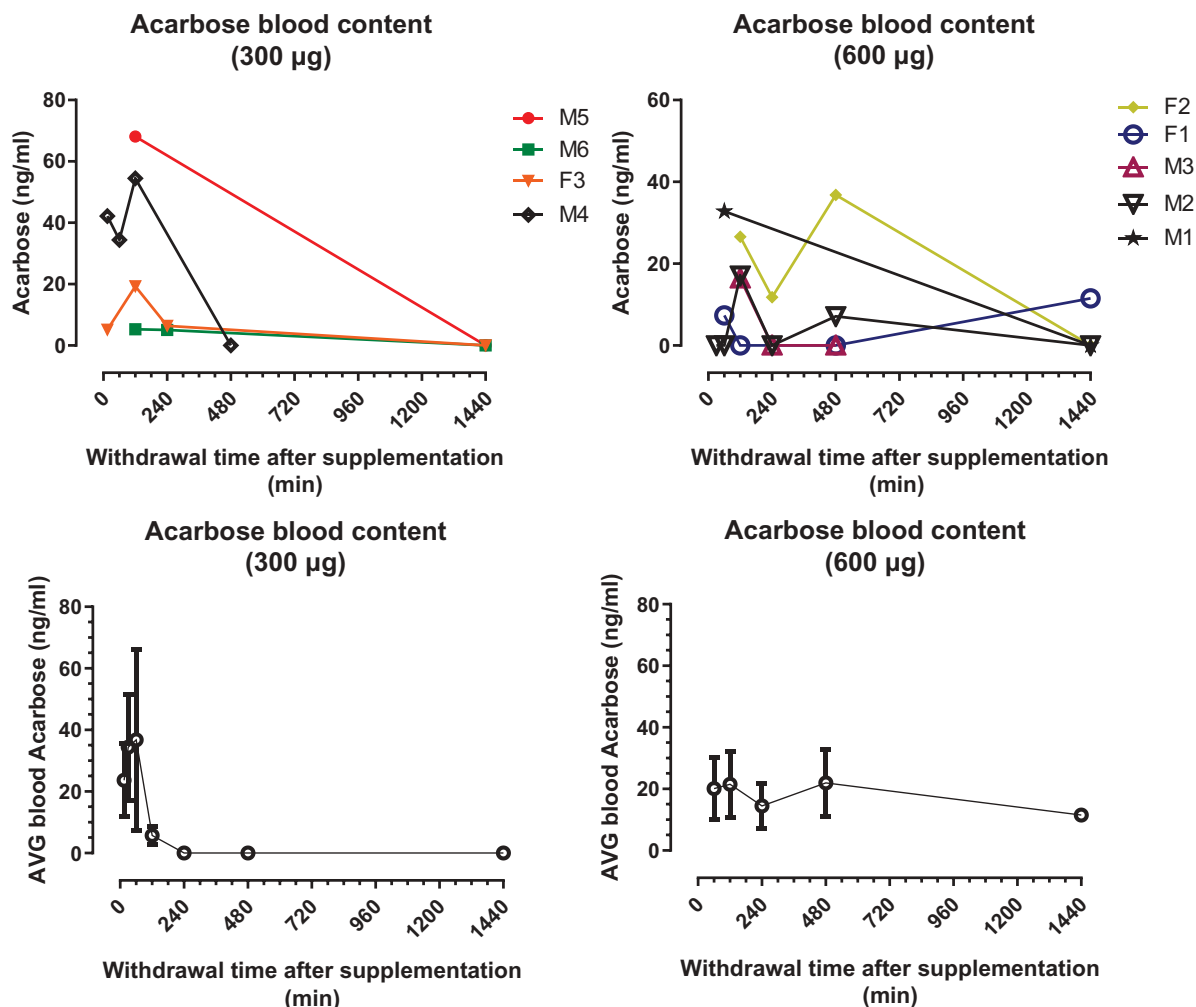 Acarbose blood content
(300 µg)
Acarbose (ng/ml)
80
60
40
20
0
0
240
480
720
960
1200
1440
Withdrawal time after supplementation
(min)
M5
M6
F3
M4
Acarbose blood content
(600 µg)
Acarbose (ng/ml)
60
40
20
0
0
240
480
720
960
1200
1440
Withdrawal time after supplementation
(min)
F2
F1
M3
M2
M1
Acarbose blood content
(300 µg)
AVG blood Acarbose (ng/ml)
80
60
40
20
0
0
240
480
720
960
1200
1440
Withdrawal time after supplementation
(min)
Acarbose blood content
(600 µg)
AVG blood Acarbose (ng/ml)
80
60
40
20
0
0
240
480
720
960
1200
1440
Withdrawal time after supplementation
(min)